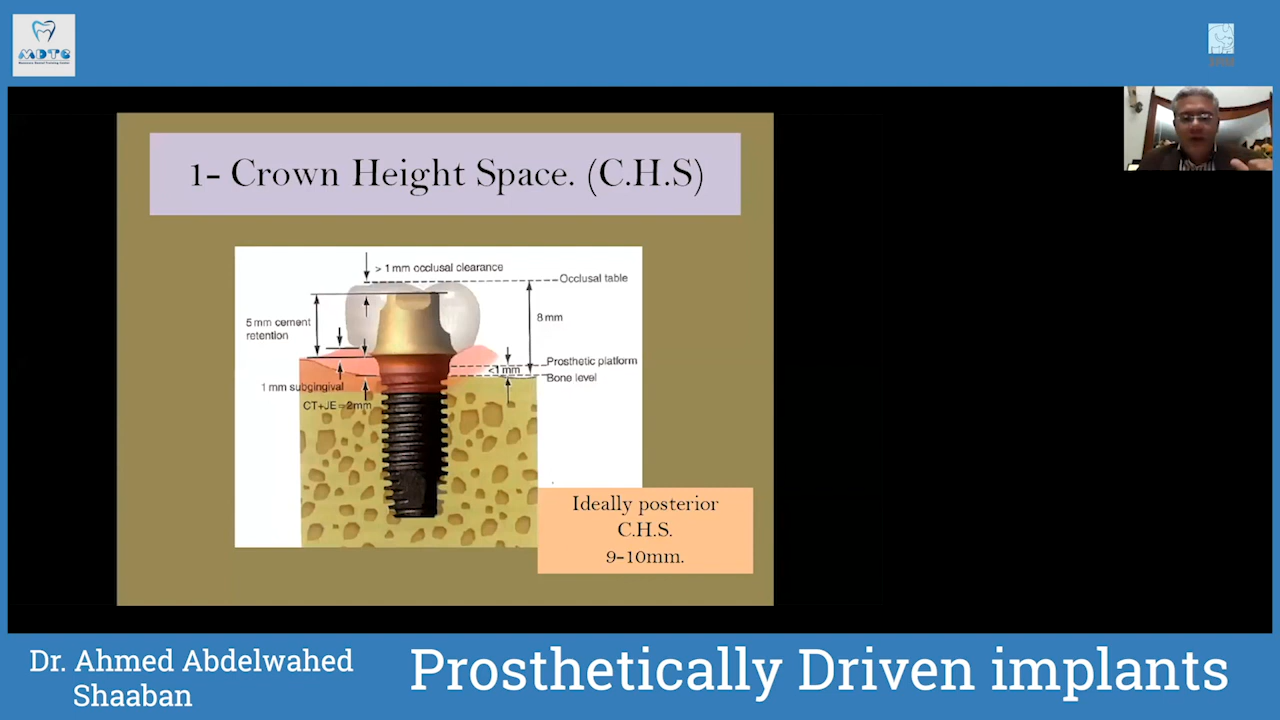 MDTC
1- Crown Height Space. (C.H.S)
> 1 mm occlusal clearance
Occlusal table
5 mm cement
retention
8 mm
Prosthetic platform
<1 mm
Bone level
1 mm subgingival
CT+JE=2mm
Ideally posterior
C.H.S.
9-10mm.
Dr. Ahmed Abdelwahed
Shaaban
Prosthetically Driven implants